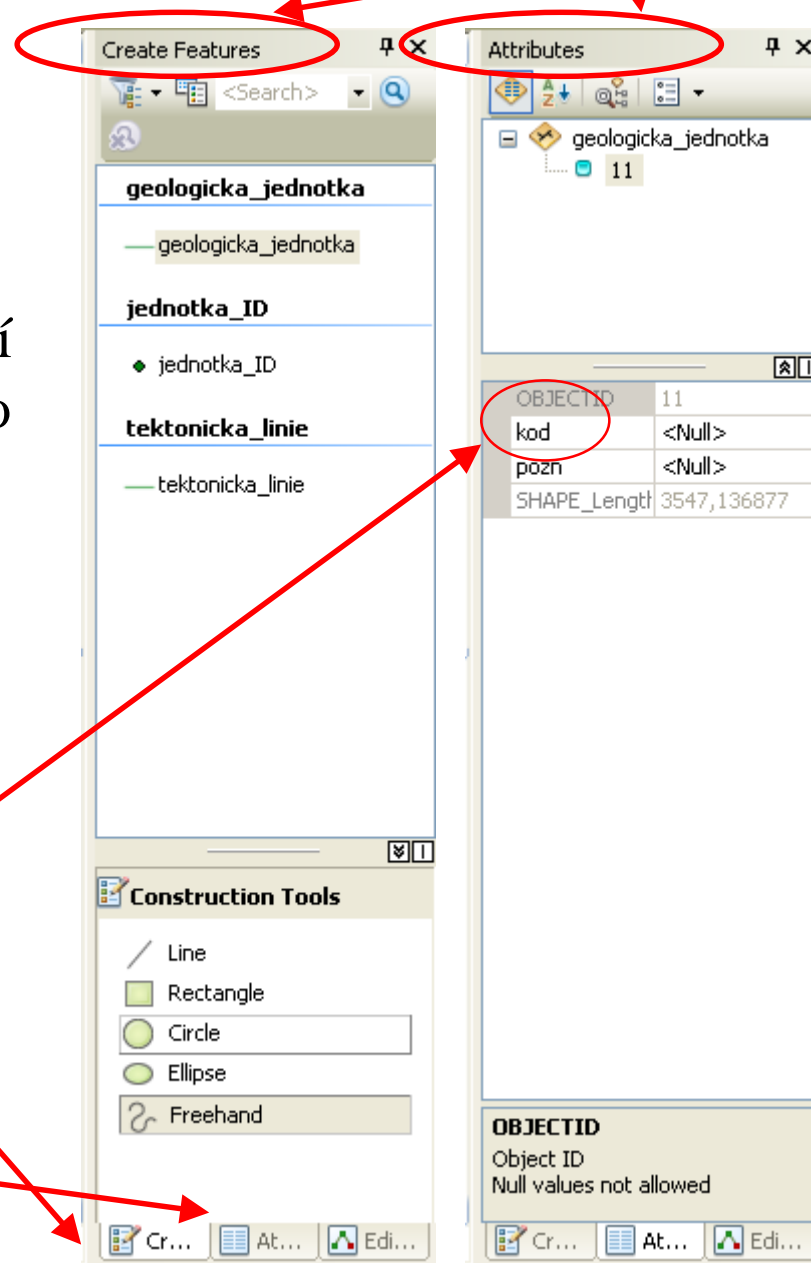 Create Features
<Search>
geologicka_jednotka
geologicka_jednotka
jednotka_ID
jednotka_ID
tektonicka_linie
tektonicka_linie
Construction Tools
Line
Rectangle
Circle
Ellipse
Freehand
Cr...
At...
Edi...
Attributes
geologicka_jednotka
11
OBJECTID 11
kod <Null>
pozn <Null>
SHAPE_Lengt 3547,136877
OBJECTID
Object ID
Null values not allowed
Cr...
At...
Edi...
í